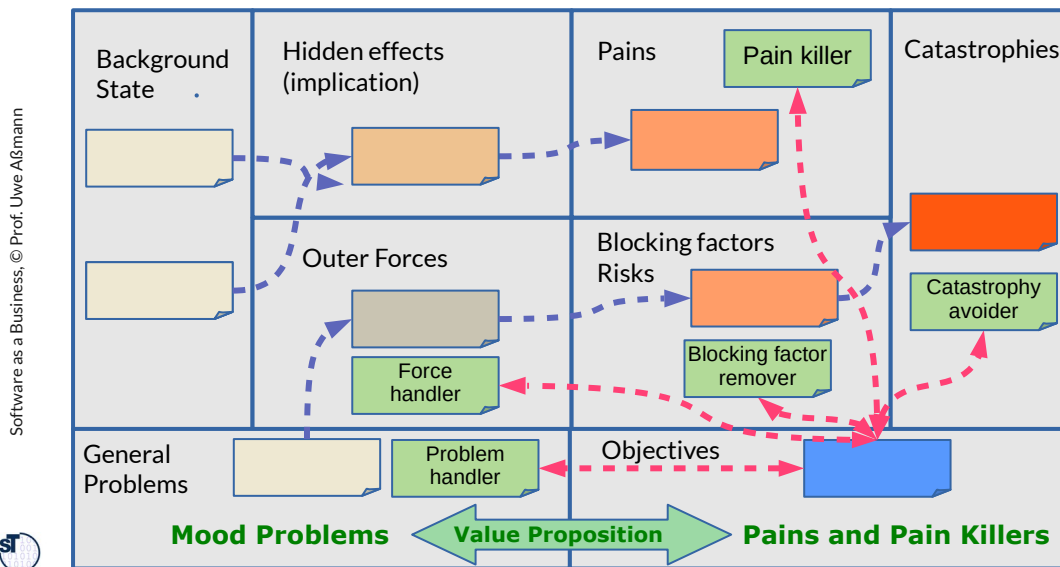 Background
State
Hidden effects
(implication)
Pains
Pain killer
Catastrophies
Outer Forces
Blocking factors
Risks
Catastrophy
avoider
Force
handler
Blocking factor
remover
General
Problems
Problem
handler
Objectives
Mood Problems
Value Proposition
Pains and Pain Killers
Software as a Business, © Prof. Uwe Aßmann
ST